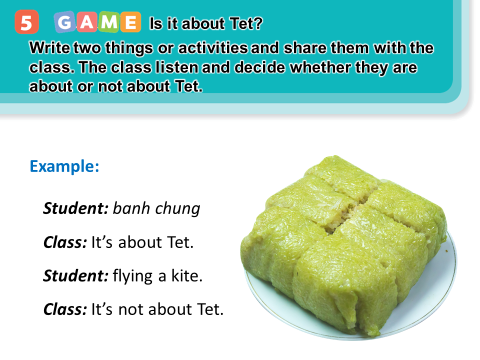 5 GAME Is it about Tet?
Write two things or activities and share them with the
class. The class listen and decide whether they are
about or not about Tet.
Example:
Student: banh chung
Class: It’s about Tet.
Student: flying a kite.
Class: It’s not about Tet.